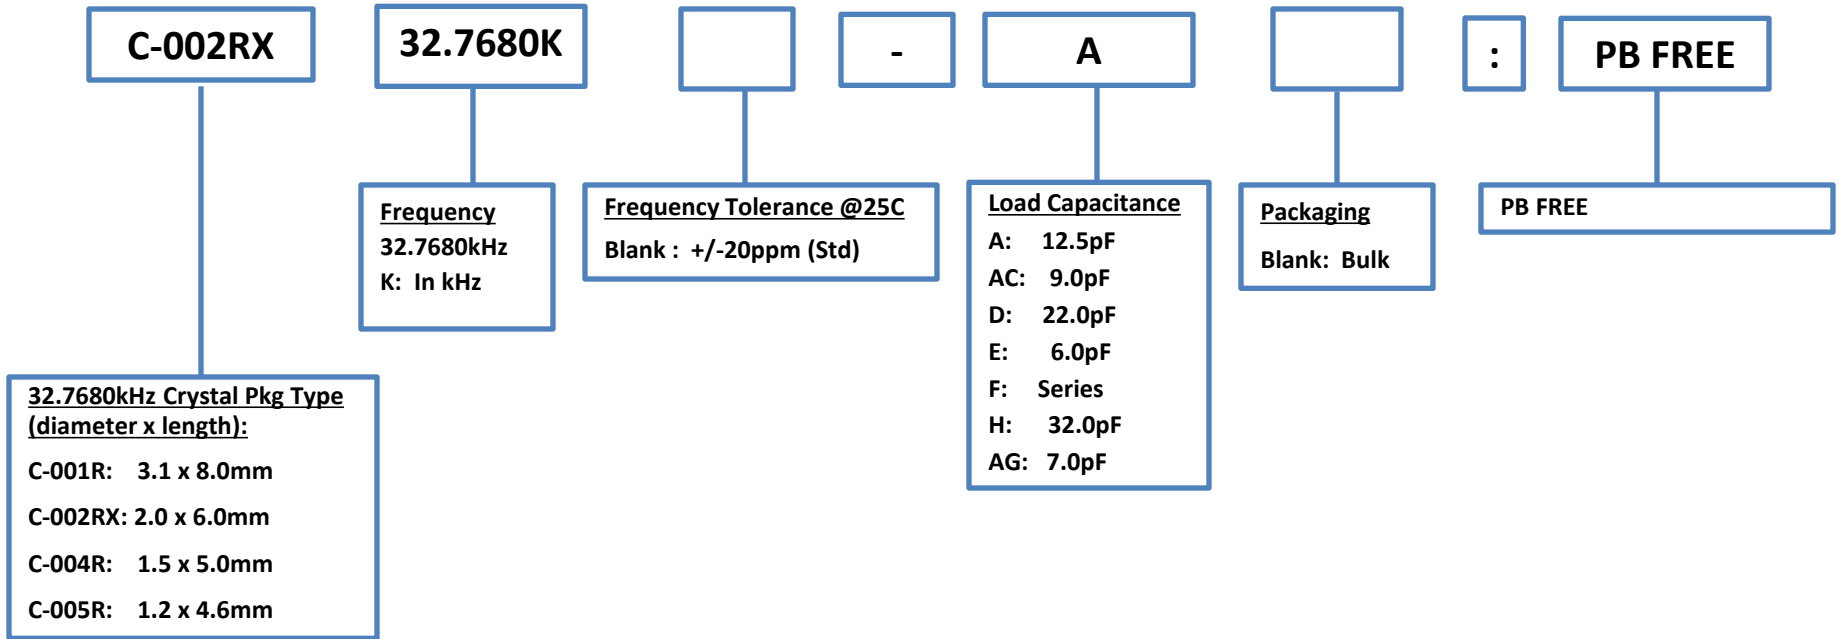 C-002RX
32.7680K
-
A
:
PB FREE
Frequency
32.7680kHz
K: In kHz
Frequency Tolerance @25C
Blank : +/-20ppm (Std)
Load Capacitance
A: 12.5pF
AC: 9.0pF
D: 22.0pF
E: 6.0pF
F: Series
H: 32.0pF
AG: 7.0pF
Packaging
Blank: Bulk
PB FREE
32.7680kHz Crystal Pkg Type
(diameter x length):
C-001R: 3.1 x 8.0mm
C-002RX: 2.0 x 6.0mm
C-004R: 1.5 x 5.0mm
C-005R: 1.2 x 4.6mm